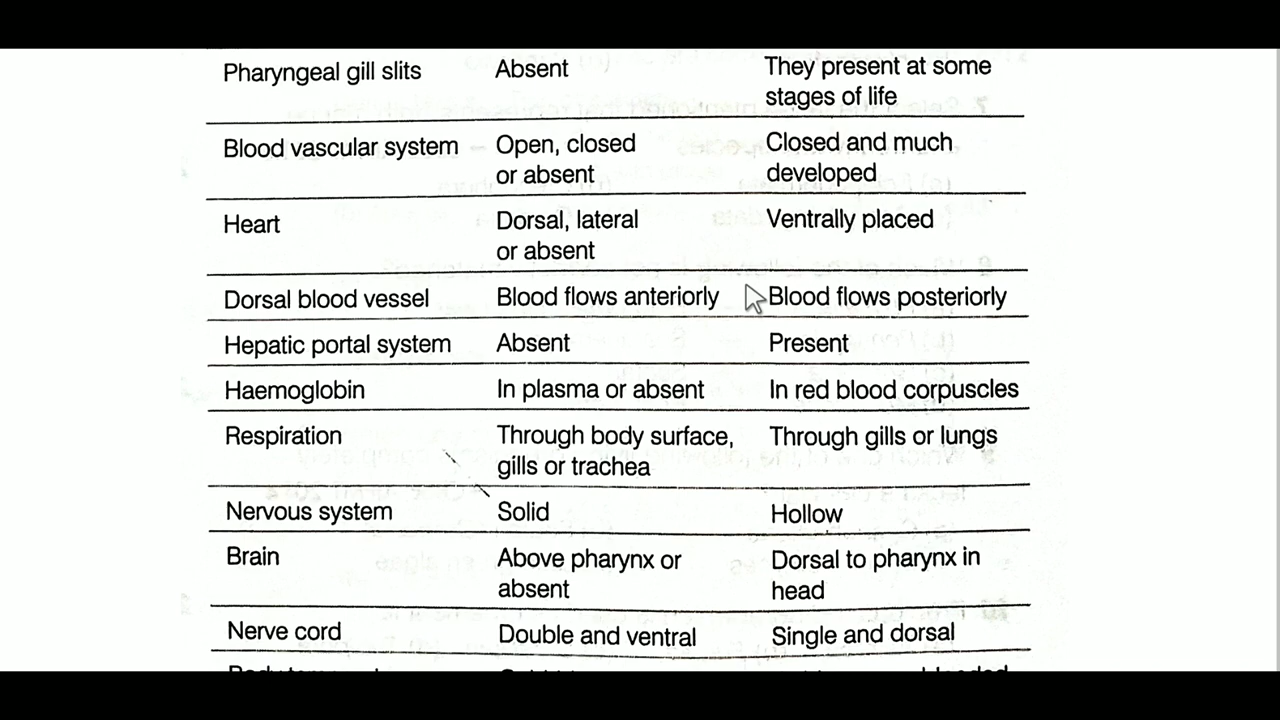 Pharyngeal gill slits Absent They present at some
stages of life
Blood vascular system Open, closed Closed and much
or absent developed
Heart Dorsal, lateral Ventrally placed
or absent
Dorsal blood vessel Blood flows anteriorly Blood flows posteriorly
Hepatic portal system Absent Present
Haemoglobin In plasma or absent In red blood corpuscles
Respiration Through body surface, Through gills or lungs
gills or trachea
Nervous system Solid Hollow
Brain Above pharynx or Dorsal to pharynx in
absent head
Nerve cord Double and ventral Single and dorsal